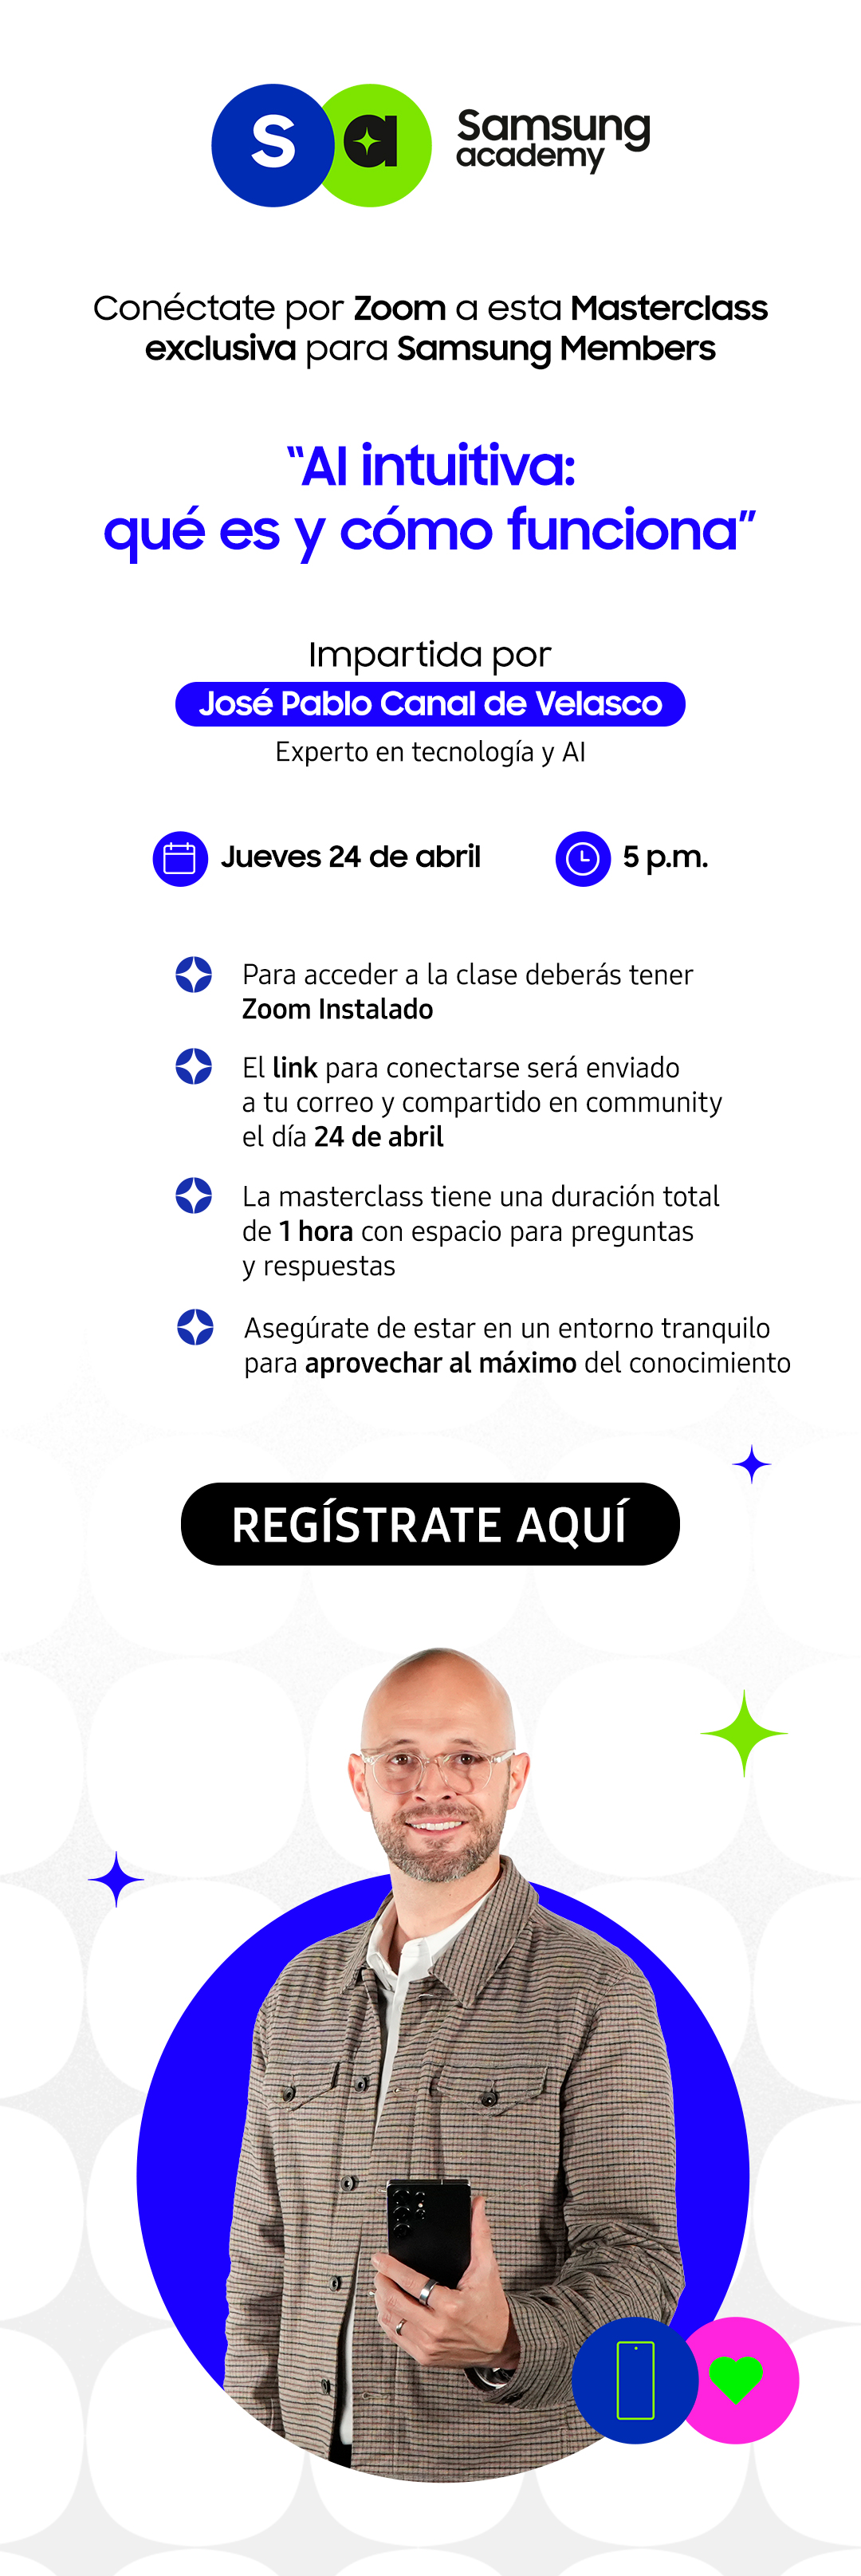 sa
Samsung
academy
Conéctate por Zoom a esta Masterclass
exclusiva para Samsung Members
“AI intuitiva:
qué es y cómo funciona”
Impartida por
José Pablo Canal de Velasco
Experto en tecnología y AI
Jueves 24 de abril
5 p.m.
Para acceder a la clase deberás tener
Zoom Instalado
El link para conectarse será enviado
a tu correo y compartido en community
el día 24 de abril
La masterclass tiene una duración total
de 1 hora con espacio para preguntas
y respuestas
Asegúrate de estar en un entorno tranquilo
para aprovechar al máximo del conocimiento
REGÍSTRATE AQUÍ